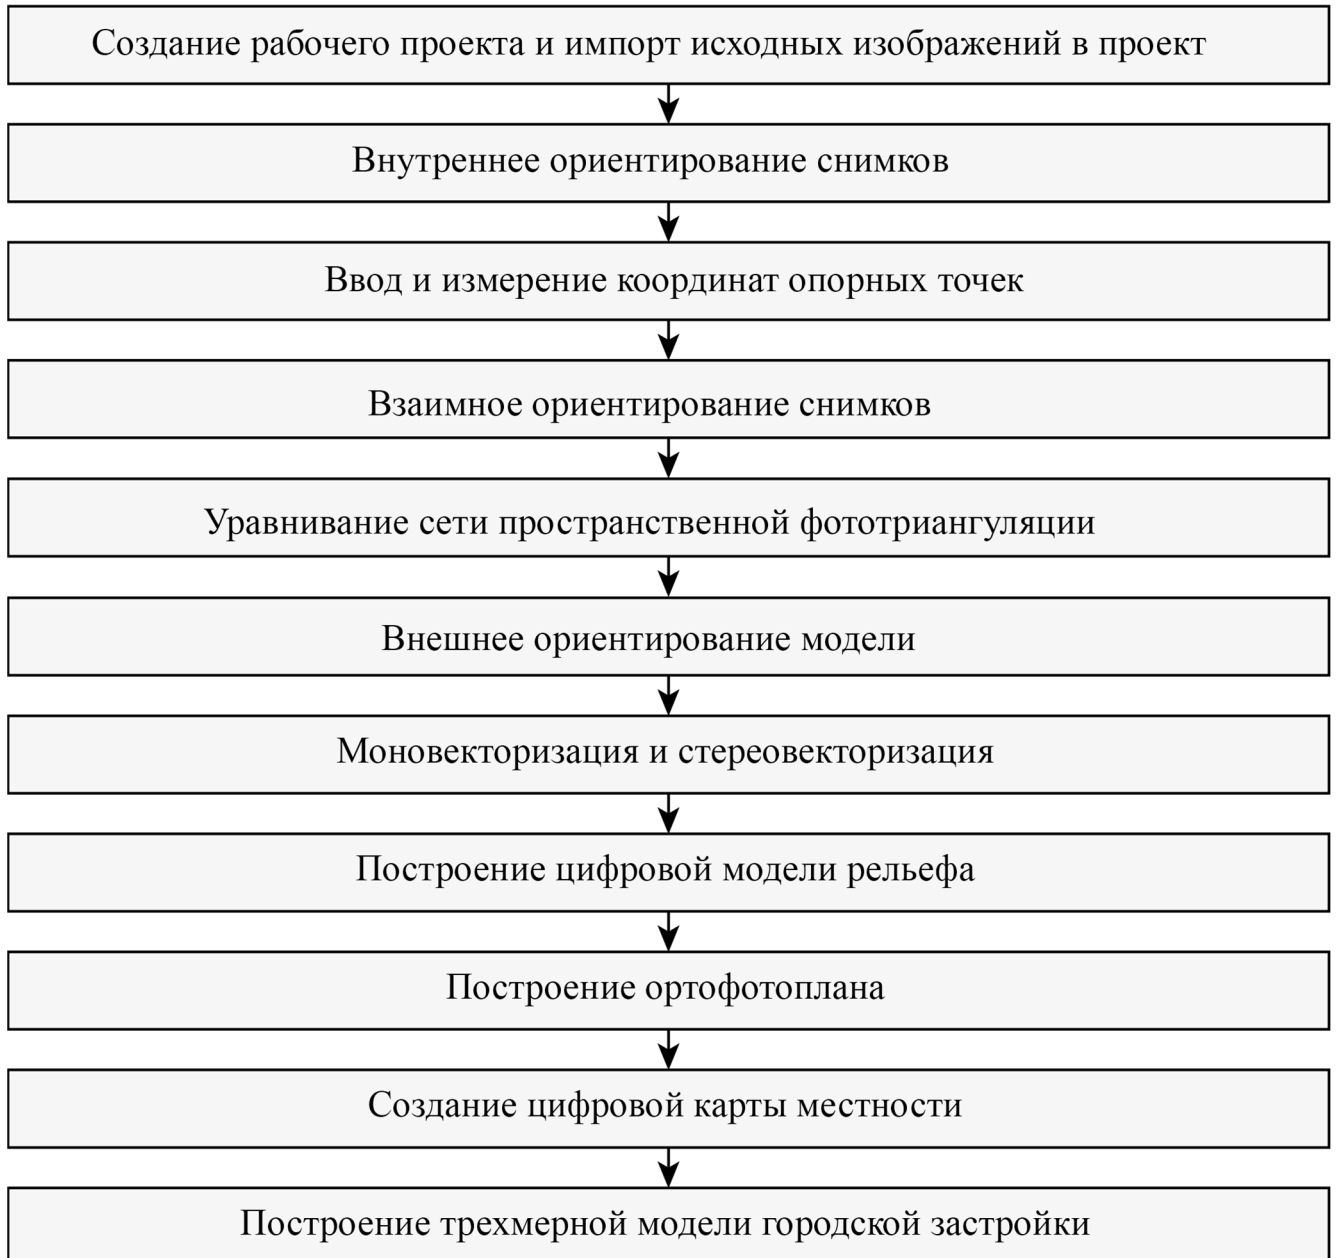 Создание рабочего проекта и импорт исходных изображений в проект
Внутреннее ориентирование снимков
Ввод и измерение координат опорных точек
Взаимное ориентирование снимков
Уравнивание сети пространственной фототриангуляции
Внешнее ориентирование модели
Моновекторизация и стереовекторизация
Построение цифровой модели рельефа
Построение ортофотоплана
Создание цифровой карты местности
Построение трехмерной модели городской застройки